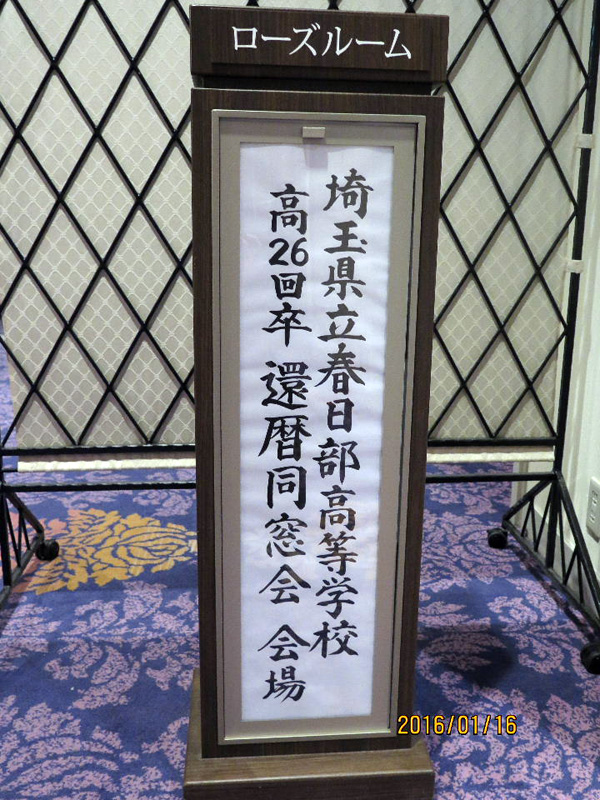 ローズルーム
埼玉県立春日部高等学校
高26回卒 還暦同窓会 会場
2016/01/16